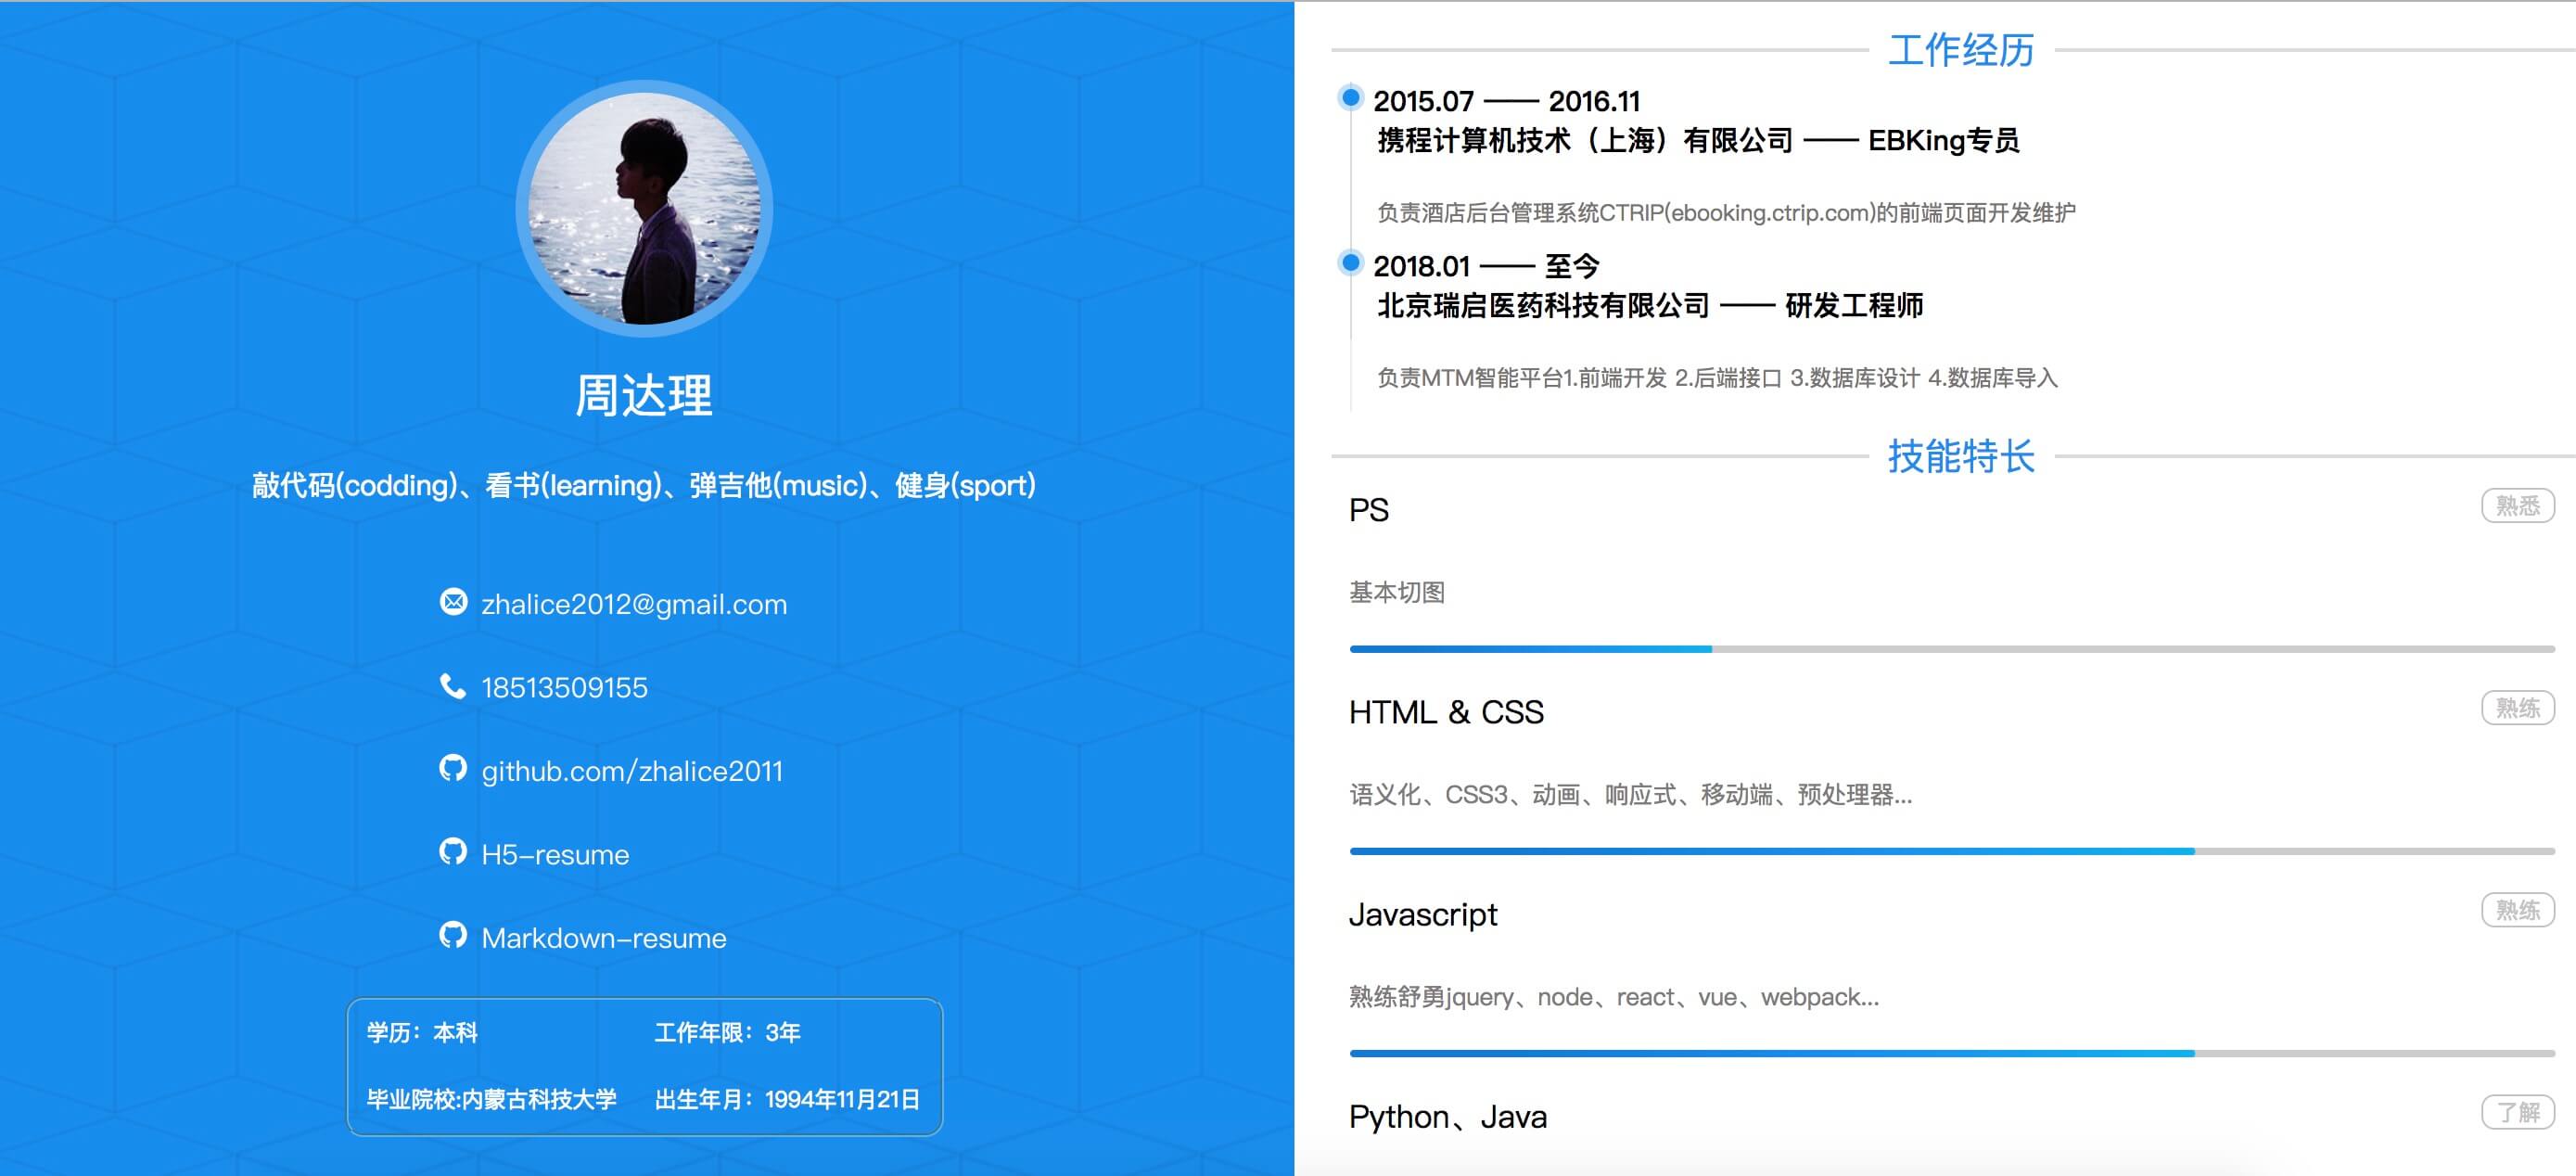 周达理
敲代码(codding)、看书(learning)、弹吉他(music)、健身(sport)
zhalice2012@gmail.com
18513509155
github.com/zhalice2011
H5-resume
Markdown-resume
学历：本科 工作年限：3年
毕业院校:内蒙古科技大学 出生年月：1994年11月21日
工作经历
2015.07 —— 2016.11
携程计算机技术（上海）有限公司 —— EBKing专员
负责酒店后台管理系统CTRIP(ebooking.ctrip.com)的前端页面开发维护
2018.01 —— 至今
北京瑞启医药科技有限公司 —— 研发工程师
负责MTM智能平台1.前端开发 2.后端接口 3.数据库设计 4.数据库导入
技能特长
PS 熟悉
基本切图
HTML & CSS 熟练
语义化、CSS3、动画、响应式、移动端、预处理器...
Javascript 熟练
熟练舒勇jquery、node、react、vue、webpack...
Python、Java 了解